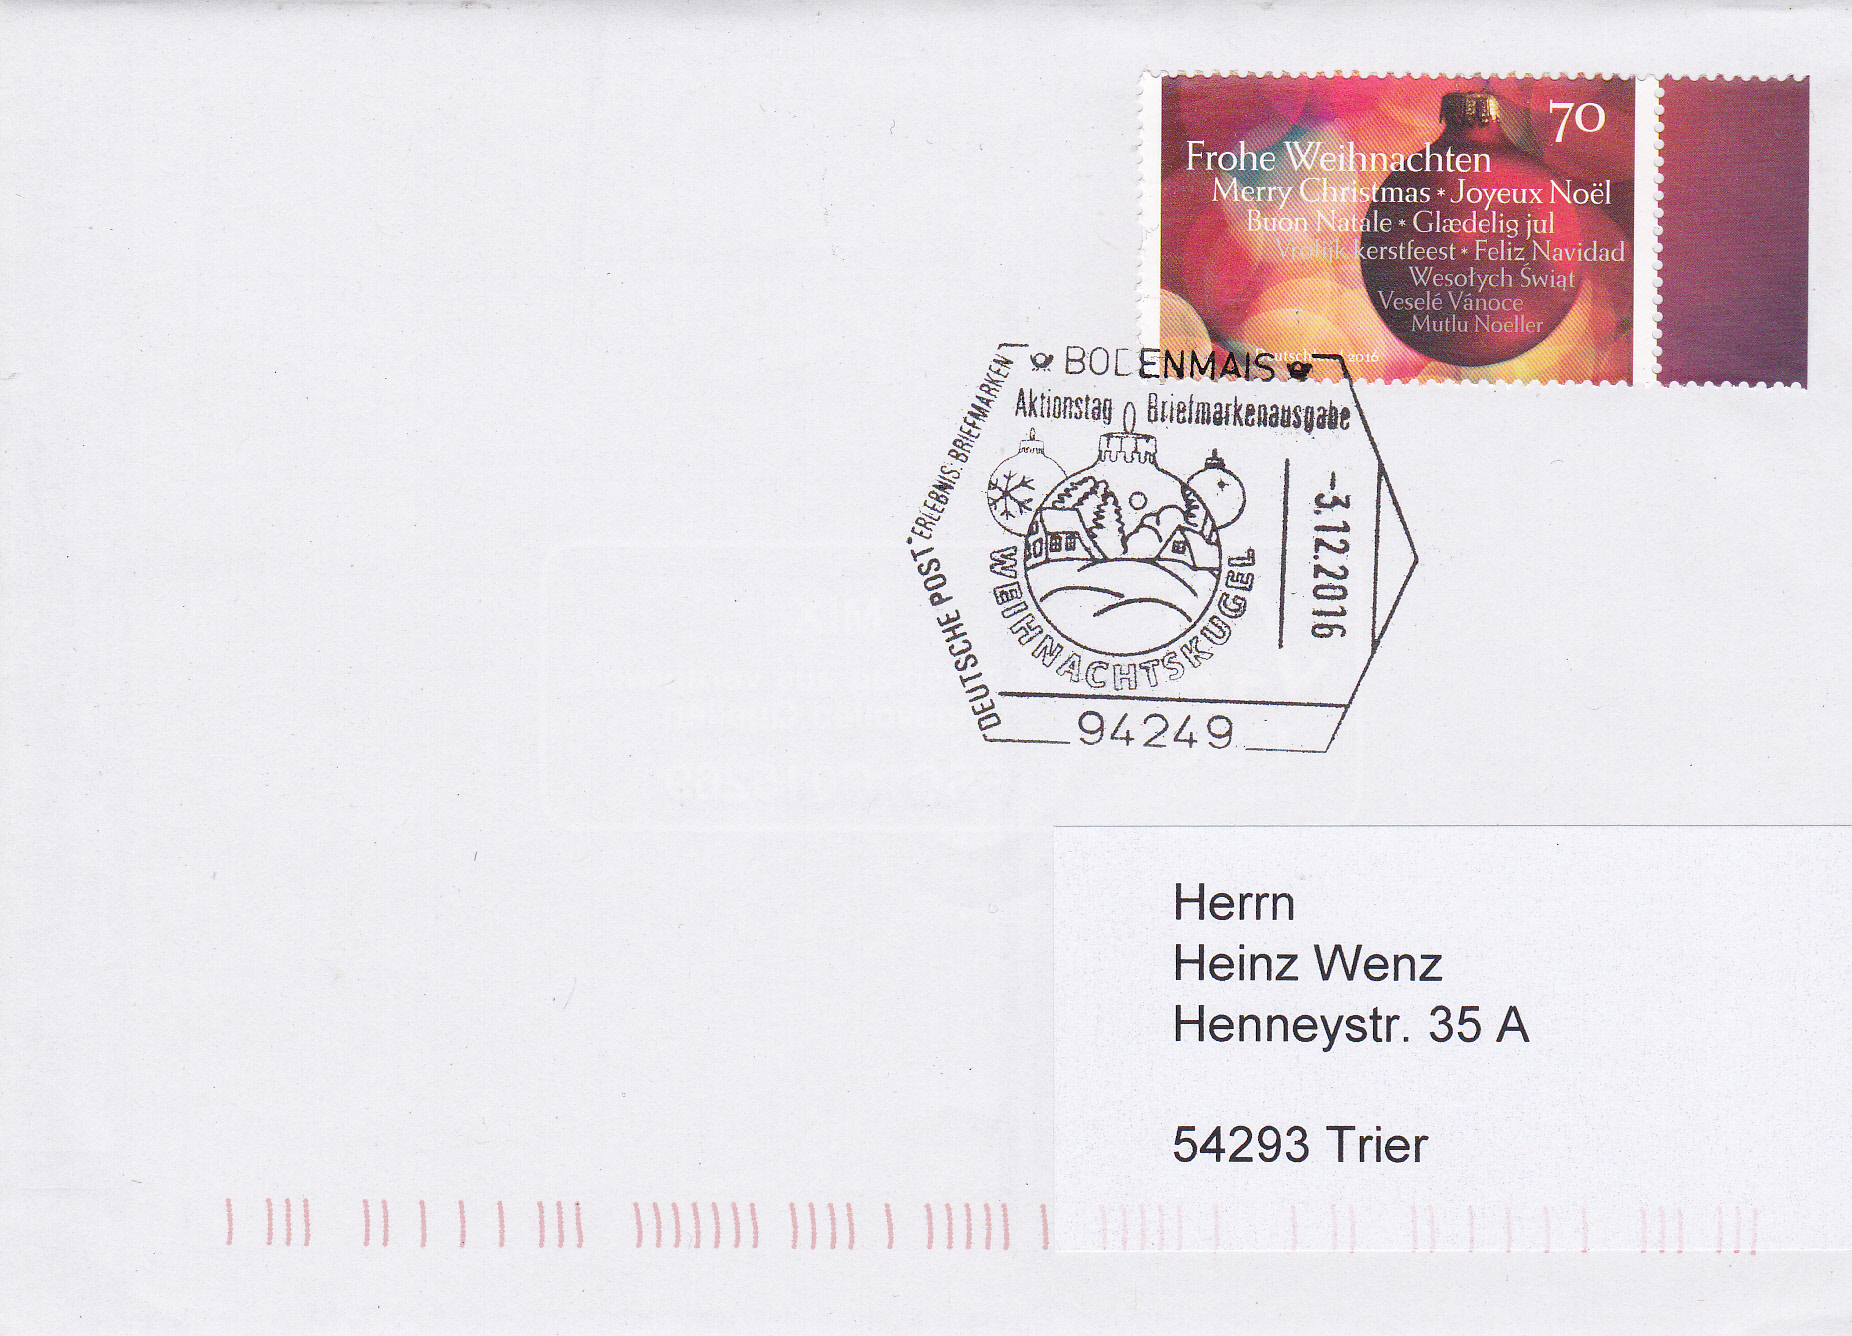 70
Frohe Weihnachten
Merry Christmas * Joyeux Noël
Buon Natale * Glædelig jul
Vrolijk kerstfeest * Feliz Navidad
Wesołych Świąt
Veselé Vánoce
Mutlu Noeller
2016
BODENMAIS
Aktionstag Briefmarkenausgabe
DEUTSCHE POST. ERLEBNIS: BRIEFMARKEN
WEIHNACHTSKUGEL
-3.12.2016
94249
Herrn
Heinz Wenz
Henneystr. 35 A
54293 Trier